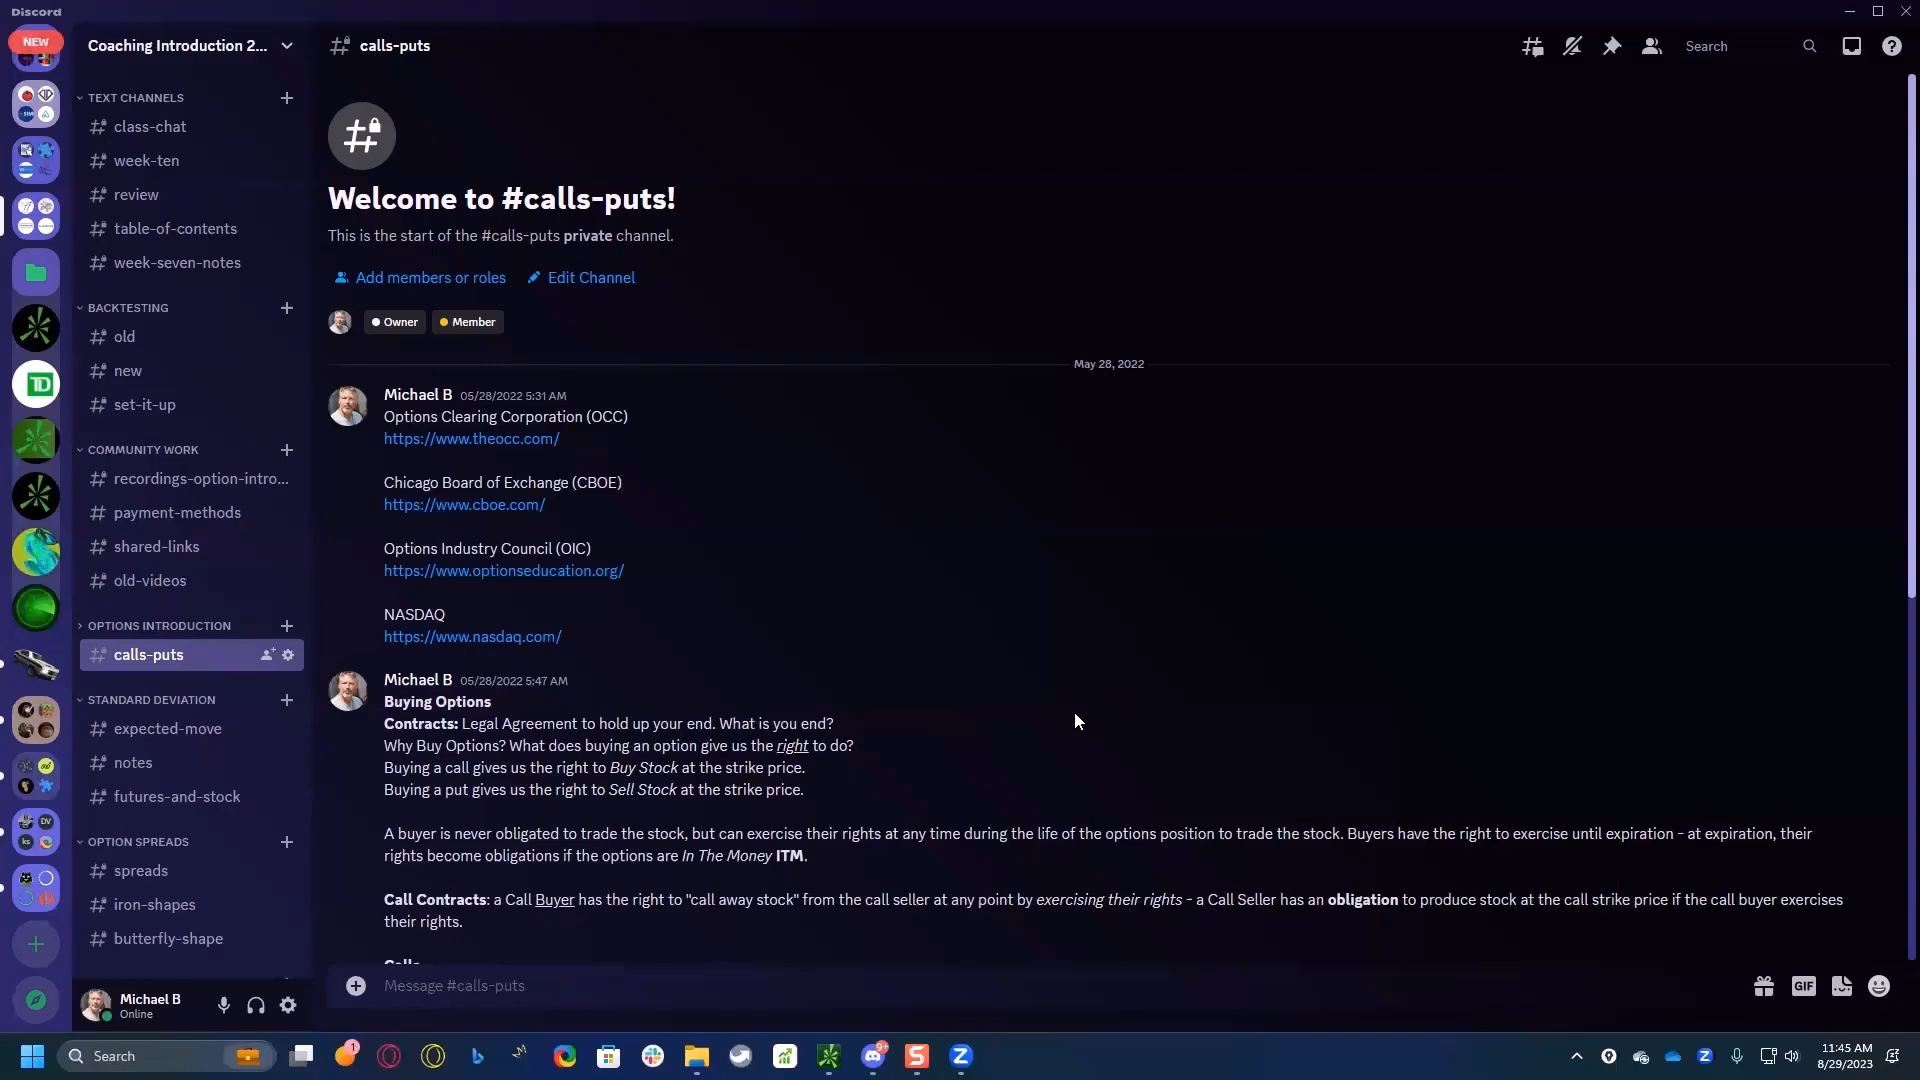 Discord
NEW
Coaching Introduction 2...
calls-puts
Search
TEXT CHANNELS
class-chat
week-ten
review
table-of-contents
week-seven-notes
BACKTESTING
old
new
set-it-up
COMMUNITY WORK
recordings-option-intro...
payment-methods
shared-links
old-videos
OPTIONS INTRODUCTION
calls-puts
STANDARD DEVIATION
expected-move
notes
futures-and-stock
OPTION SPREADS
spreads
iron-shapes
butterfly-shape
Michael B
Online
Welcome to #calls-puts!
This is the start of the #calls-puts private channel.
Add members or roles Edit Channel
Owner Member
May 28, 2022
Michael B 05/28/2022 5:31 AM
Options Clearing Corporation (OCC)
https://www.theocc.com/
Chicago Board of Exchange (CBOE)
https://www.cboe.com/
Options Industry Council (OIC)
https://www.optionseducation.org/
NASDAQ
https://www.nasdaq.com/
Michael B 05/28/2022 5:47 AM
Buying Options
Contracts: Legal Agreement to hold up your end. What is you end?
Why Buy Options? What does buying an option give us the right to do?
Buying a call gives us the right to Buy Stock at the strike price.
Buying a put gives us the right to Sell Stock at the strike price.
A buyer is never obligated to trade the stock, but can exercise their rights at any time during the life of the options position to trade the stock. Buyers have the right to exercise until expiration - at expiration, their
rights become obligations if the options are In The Money ITM.
Call Contracts: a Call Buyer has the right to "call away stock" from the call seller at any point by exercising their rights - a Call Seller has an obligation to produce stock at the call strike price if the call buyer exercises
their rights.
Calls
Message #calls-puts
GIF
Search
11:45 AM
8/29/2023